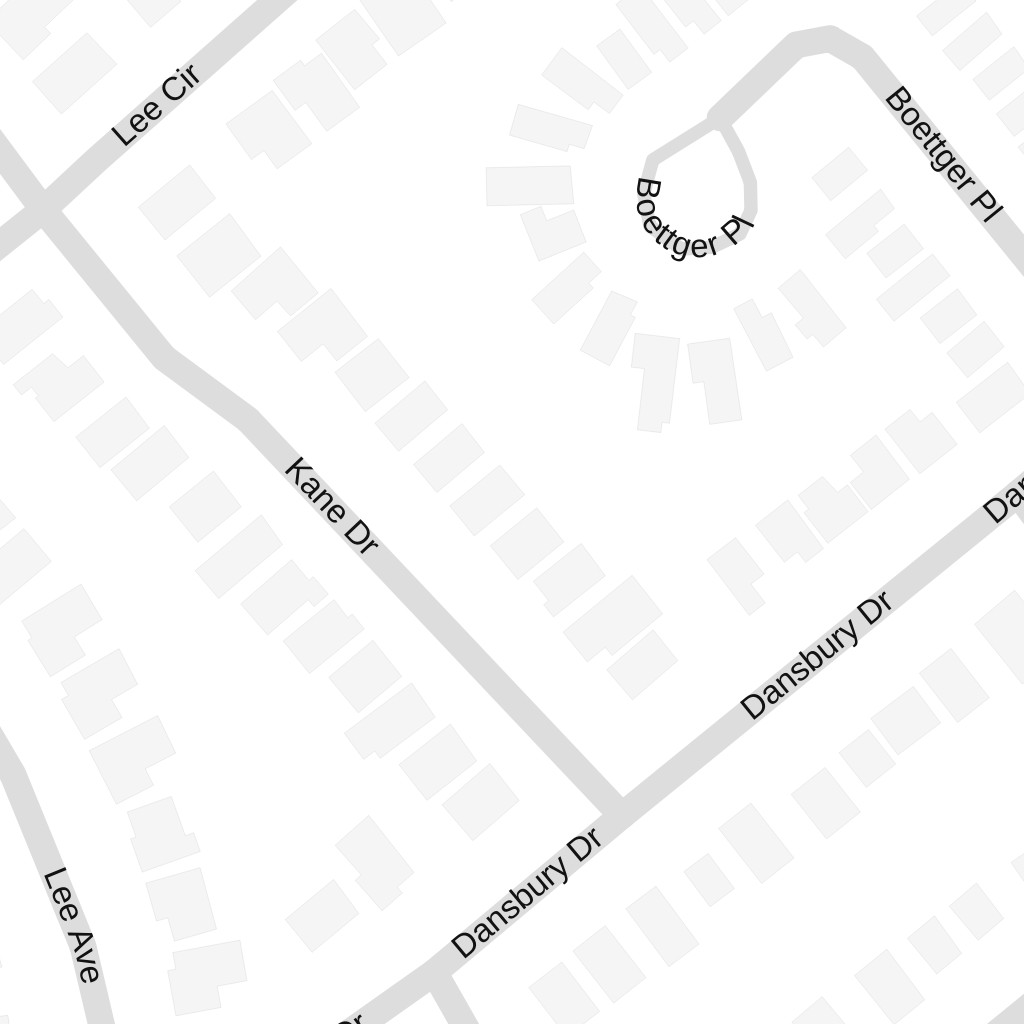 Lee Cir
Boettger Pl
Boettger Pl
Kane Dr
Dansbury Dr
Dansbury Dr
Lee Ave